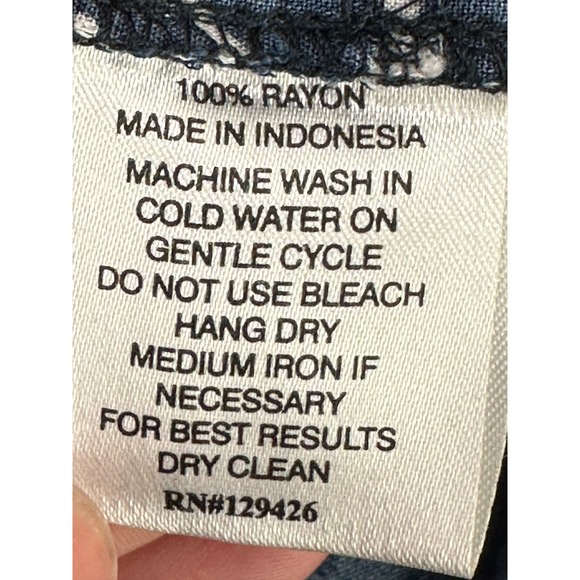 100% RAYON
MADE IN INDONESIA
MACHINE WASH IN
COLD WATER ON
GENTLE CYCLE
DO NOT USE BLEACH
HANG DRY
MEDIUM IRON IF
NECESSARY
FOR BEST RESULTS
DRY CLEAN
RN#129426